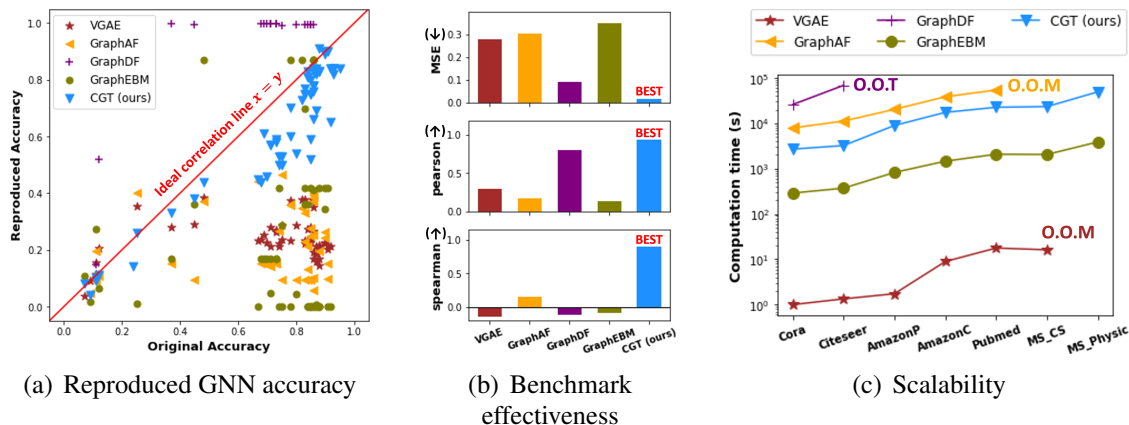 VGAE
GraphAF
GraphDF
GraphEBM
CGT (ours)
Ideal correlation line x = y
Reproduced Accuracy
1.0
0.8
0.6
0.4
0.2
0.0
0.0 0.2 0.4 0.6 0.8 1.0
Original Accuracy
(a) Reproduced GNN accuracy
MSE (↓)
0.3
0.2
0.1
0.0
BEST
pearson (↑)
1.0
0.5
0.0
BEST
spearman (↑)
1.0
0.5
0.0
BEST
VGAE GraphAF GraphDF GraphEBM CGT (ours)
(b) Benchmark
effectiveness
VGAE GraphDF CGT (ours)
GraphAF GraphEBM
Computation time (s)
10⁵
10⁴
10³
10²
10¹
10⁰
O.O.T
O.O.M
O.O.M
Cora Citeseer AmazonP AmazonC Pubmed MS_CS MS_Physic
(c) Scalability